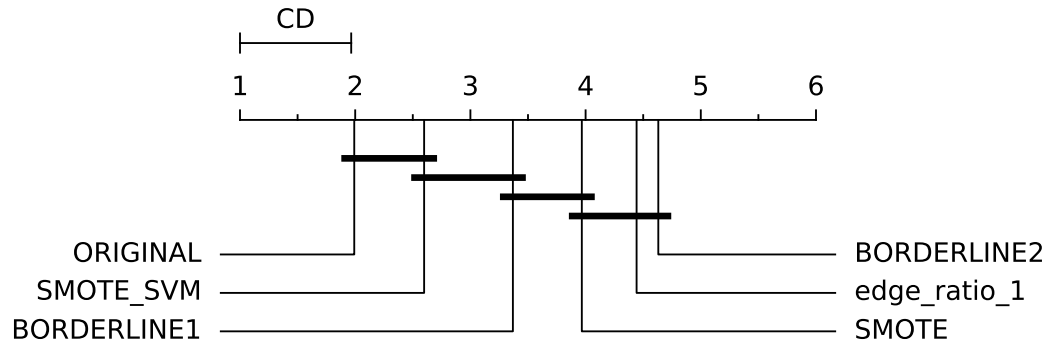 CD
1 2 3 4 5 6
ORIGINAL BORDERLINE2
SMOTE_SVM edge_ratio_1
BORDERLINE1 SMOTE